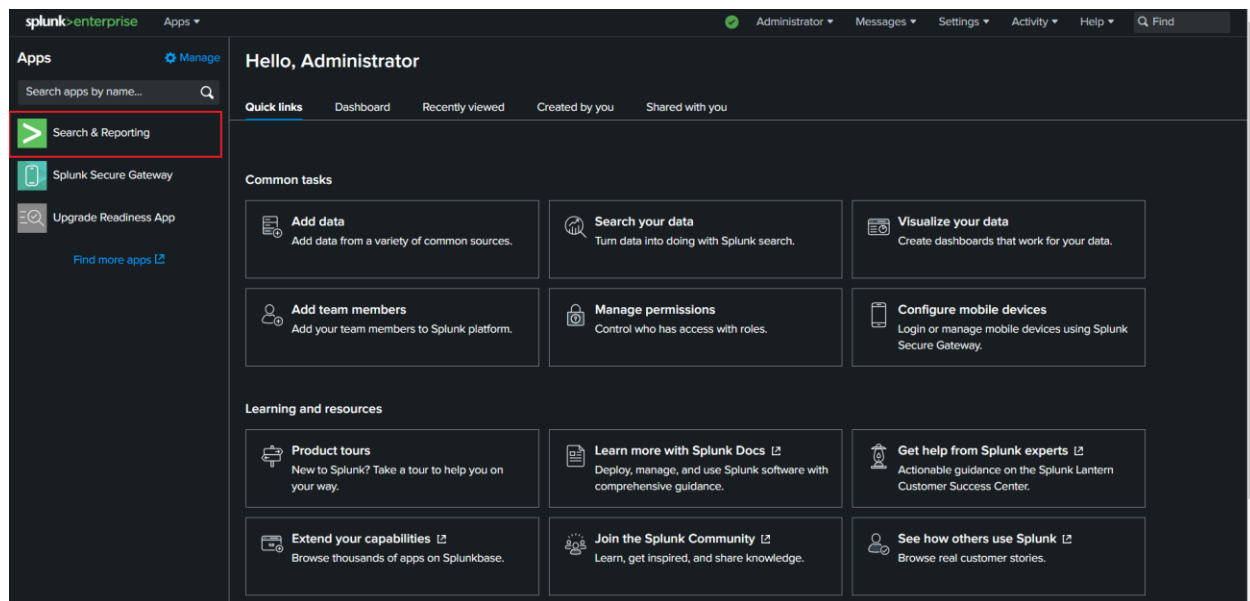 splunk>enterprise Apps Administrator Messages Settings Activity Help Find
Apps Manage
Search apps by name...
Search & Reporting
Splunk Secure Gateway
Upgrade Readiness App
Find more apps
Hello, Administrator
Quick links Dashboard Recently viewed Created by you Shared with you
Common tasks
Add data
Add data from a variety of common sources.
Search your data
Turn data into doing with Splunk search.
Visualize your data
Create dashboards that work for your data.
Add team members
Add your team members to Splunk platform.
Manage permissions
Control who has access with roles.
Configure mobile devices
Login or manage mobile devices using Splunk
Secure Gateway.
Learning and resources
Product tours
New to Splunk? Take a tour to help you on
your way.
Learn more with Splunk Docs
Deploy, manage, and use Splunk software with
comprehensive guidance.
Get help from Splunk experts
Actionable guidance on the Splunk Lantern
Customer Success Center.
Extend your capabilities
Browse thousands of apps on Splunkbase.
Join the Splunk Community
Learn, get inspired, and share knowledge.
See how others use Splunk
Browse real customer stories.